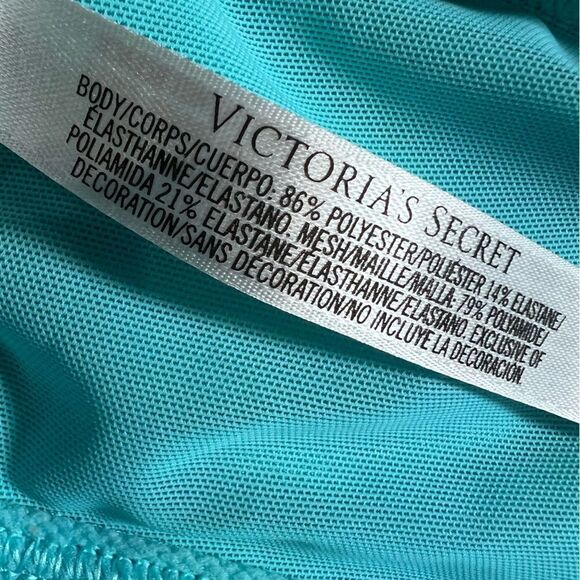 VICTORIA'S SECRET
BODY/CORPS/CUERPO: 86% POLYESTER/POLIÉSTER 14% ELASTANE/
ÉLASTHANNE/ELASTANO. MESH/MAILLE/MALLA: 79% POLYAMIDE/
POLIAMIDA 21% ELASTANE/ÉLASTHANNE/ELASTANO. EXCLUSIVE OF
DECORATION/SANS DÉCORATION/NO INCLUYE LA DECORACIÓN.